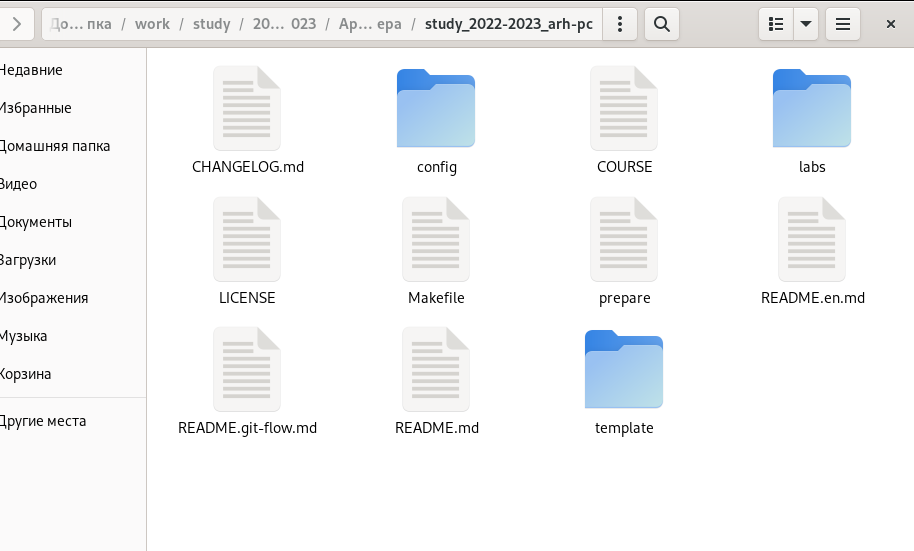 До… пка / work / study / 20… 023 / Ар… ера / study_2022-2023_arh-pc
Недавние
Избранные
Домашняя папка
Видео
Документы
Загрузки
Изображения
Музыка
Корзина
Другие места
CHANGELOG.md config COURSE labs
LICENSE Makefile prepare README.en.md
README.git-flow.md README.md template